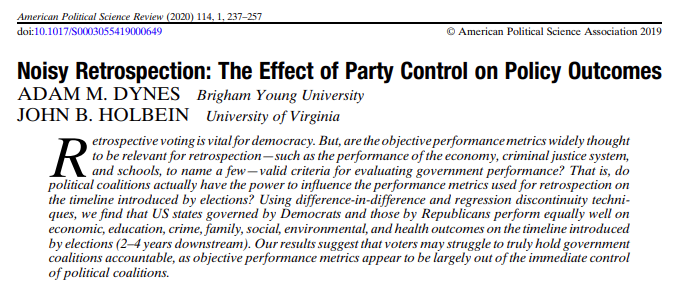 American Political Science Review (2020) 114, 1, 237–257
doi:10.1017/S0003055419000649 © American Political Science Association 2019
Noisy Retrospection: The Effect of Party Control on Policy Outcomes
ADAM M. DYNES Brigham Young University
JOHN B. HOLBEIN University of Virginia
Retrospective voting is vital for democracy. But, are the objective performance metrics widely thought
to be relevant for retrospection—such as the performance of the economy, criminal justice system,
and schools, to name a few—valid criteria for evaluating government performance? That is, do
political coalitions actually have the power to influence the performance metrics used for retrospection on
the timeline introduced by elections? Using difference-in-difference and regression discontinuity techni-
ques, we find that US states governed by Democrats and those by Republicans perform equally well on
economic, education, crime, family, social, environmental, and health outcomes on the timeline introduced
by elections (2–4 years downstream). Our results suggest that voters may struggle to truly hold government
coalitions accountable, as objective performance metrics appear to be largely out of the immediate control
of political coalitions.